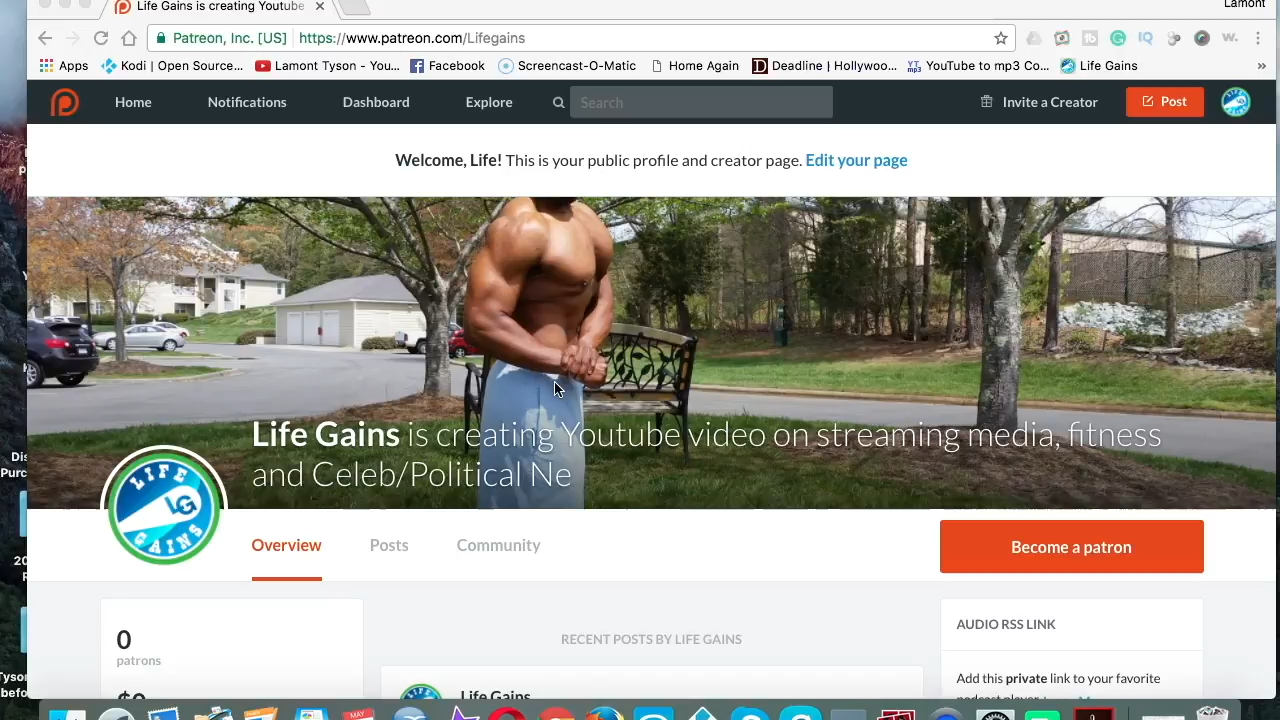 Life Gains is creating Youtube
Lamont
Patreon, Inc. [US] https://www.patreon.com/Lifegains
Apps Kodi | Open Source... Lamont Tyson - You... Facebook Screencast-O-Matic Home Again Deadline | Hollywoo... YouTube to mp3 Co... Life Gains »
Home Notifications Dashboard Explore Search Invite a Creator Post
Welcome, Life! This is your public profile and creator page. Edit your page
Life Gains is creating Youtube video on streaming media, fitness
and Celeb/Political Ne
LIFE
LG
GAINS
Overview Posts Community Become a patron
0
patrons
RECENT POSTS BY LIFE GAINS
AUDIO RSS LINK
Add this private link to your favorite
Life Gains
MAY